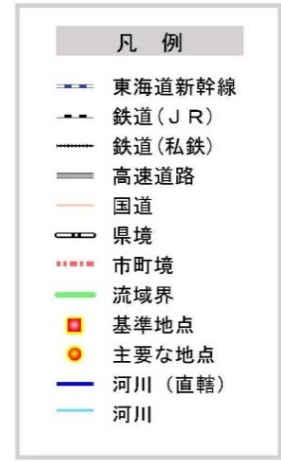 凡 例
東海道新幹線
鉄道(JR)
鉄道(私鉄)
高速道路
国道
県境
市町境
流域界
基準地点
主要な地点
河川(直轄)
河川